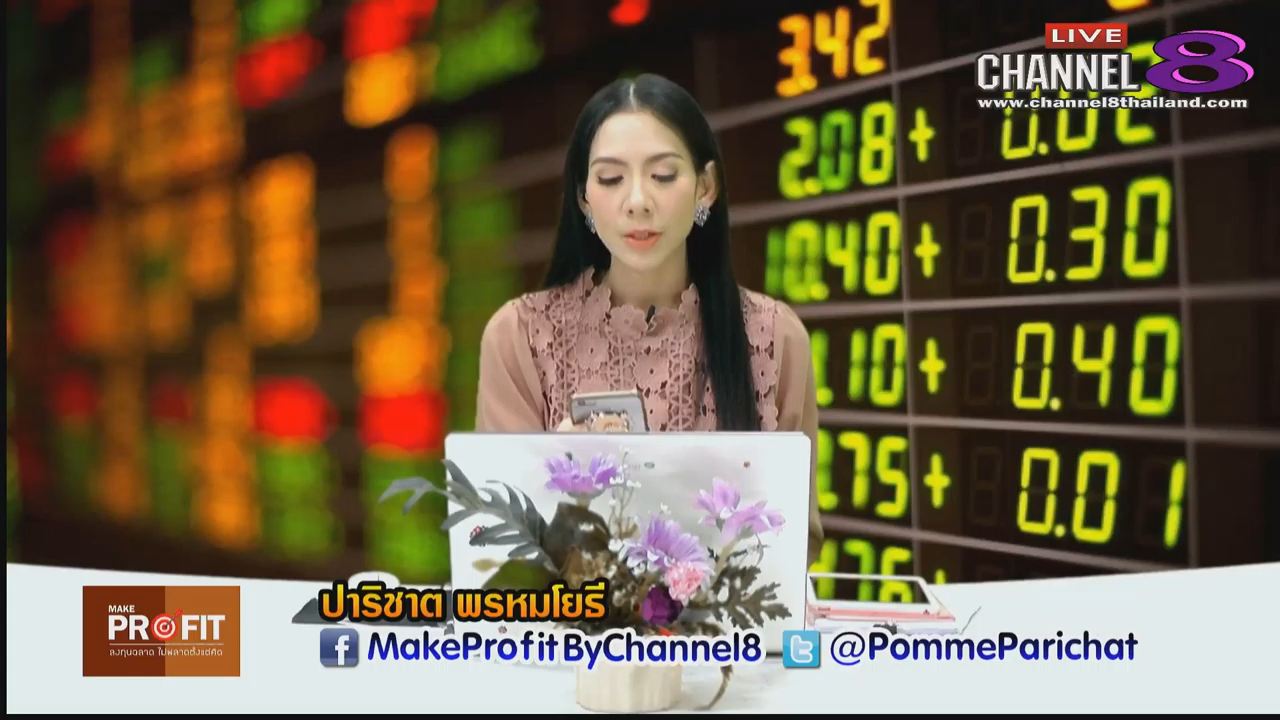 LIVE
CHANNEL 8
www.channel8thailand.com
3.42
2.08 + 0.02
10.40 + 0.30
.10 + 0.40
.75 + 0.01
MAKE
PROFIT
ลงทุนฉลาด ไม่พลาดตั้งแต่คิด
ปาริชาต พรหมโยธี
MakeProfitByChannel8
@PommeParichat